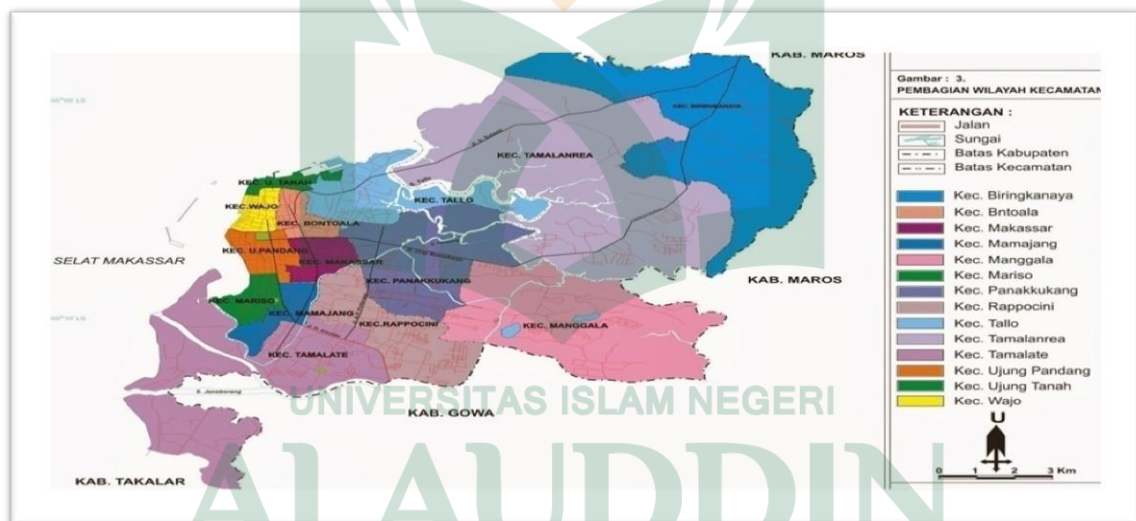 KAB. MAROS
KEC. BIRINGKANAYA
KEC. TAMALANREA
KEC. U. TANAH
KEC. TALLO
KEC.WAJO
KEC. BONTOALA
KEC. U.PANDANG
KEC. MAKASSAR
SELAT MAKASSAR
KEC. PANAKKUKANG
KAB. MAROS
KEC. MARISO
KEC. MAMAJANG
KEC.RAPPOCINI
KEC. MANGGALA
KEC. TAMALATE
S. Jeneberang
KAB. GOWA
KAB. TAKALAR
Gambar : 3.
PEMBAGIAN WILAYAH KECAMATAN
KETERANGAN :
Jalan
Sungai
Batas Kabupaten
Batas Kecamatan
Kec. Biringkanaya
Kec. Bntoala
Kec. Makassar
Kec. Mamajang
Kec. Manggala
Kec. Mariso
Kec. Panakkukang
Kec. Rappocini
Kec. Tallo
Kec. Tamalanrea
Kec. Tamalate
Kec. Ujung Pandang
Kec. Ujung Tanah
Kec. Wajo
U
0 1 2 3 Km
UNIVERSITAS ISLAM NEGERI
ALAUDDIN